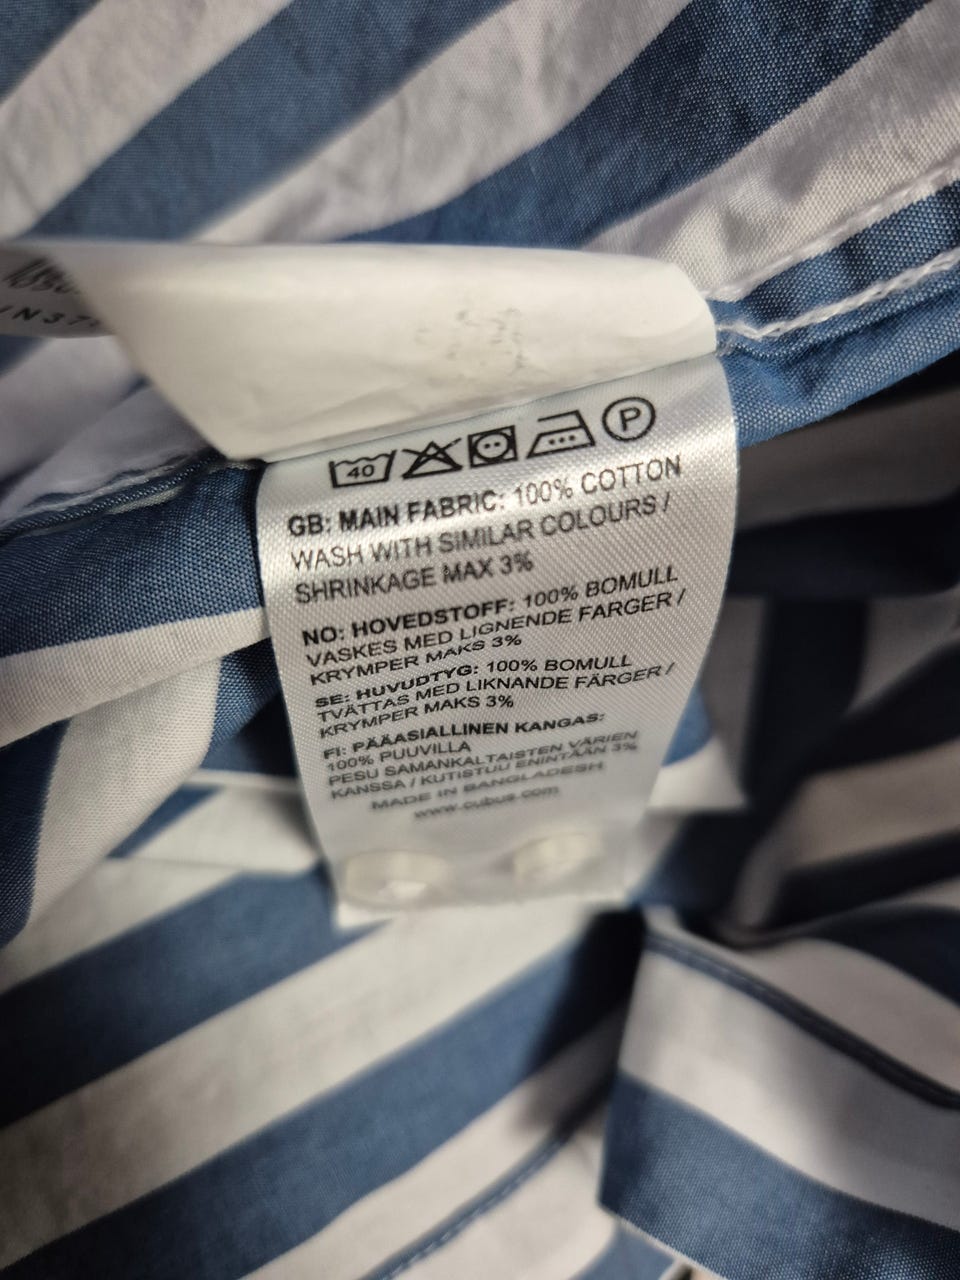 40
P
GB: MAIN FABRIC: 100% COTTON
WASH WITH SIMILAR COLOURS /
SHRINKAGE MAX 3%
NO: HOVEDSTOFF: 100% BOMULL
VASKES MED LIGNENDE FARGER /
KRYMPER MAKS 3%
SE: HUVUDTYG: 100% BOMULL
TVÄTTAS MED LIKNANDE FÄRGER /
KRYMPER MAKS 3%
FI: PÄÄASIALLINEN KANGAS:
100% PUUVILLA
PESU SAMANKALTAISTEN VÄRIEN
KANSSA / KUTISTUU ENINTÄÄN 3%
MADE IN BANGLADESH
www.cubus.com